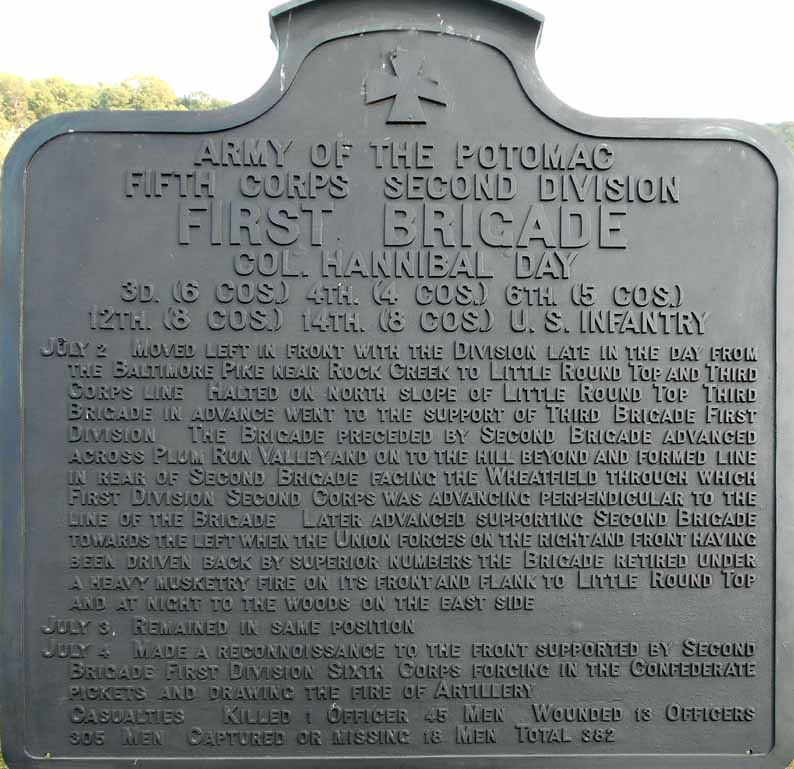 ARMY OF THE POTOMAC
FIFTH CORPS SECOND DIVISION
FIRST BRIGADE
COL. HANNIBAL DAY
3D. (6 COS.) 4TH. (4 COS.) 6TH. (5 COS.)
12TH. (8 COS.) 14TH. (8 COS.) U. S. INFANTRY
JULY 2 MOVED LEFT IN FRONT WITH THE DIVISION LATE IN THE DAY FROM
THE BALTIMORE PIKE NEAR ROCK CREEK TO LITTLE ROUND TOP AND THIRD
CORPS LINE HALTED ON NORTH SLOPE OF LITTLE ROUND TOP THIRD
BRIGADE IN ADVANCE WENT TO THE SUPPORT OF THIRD BRIGADE FIRST
DIVISION THE BRIGADE PRECEDED BY SECOND BRIGADE ADVANCED
ACROSS PLUM RUN VALLEY AND ON TO THE HILL BEYOND AND FORMED LINE
IN REAR OF SECOND BRIGADE FACING THE WHEATFIELD THROUGH WHICH
FIRST DIVISION SECOND CORPS WAS ADVANCING PERPENDICULAR TO THE
LINE OF THE BRIGADE LATER ADVANCED SUPPORTING SECOND BRIGADE
TOWARDS THE LEFT WHEN THE UNION FORCES ON THE RIGHT AND FRONT HAVING
BEEN DRIVEN BACK BY SUPERIOR NUMBERS THE BRIGADE RETIRED UNDER
A HEAVY MUSKETRY FIRE ON ITS FRONT AND FLANK TO LITTLE ROUND TOP
AND AT NIGHT TO THE WOODS ON THE EAST SIDE
JULY 3 REMAINED IN SAME POSITION
JULY 4 MADE A RECONNOISSANCE TO THE FRONT SUPPORTED BY SECOND
BRIGADE FIRST DIVISION SIXTH CORPS FORCING IN THE CONFEDERATE
PICKETS AND DRAWING THE FIRE OF ARTILLERY
CASUALTIES KILLED 1 OFFICER 45 MEN WOUNDED 13 OFFICERS
305 MEN CAPTURED OR MISSING 18 MEN TOTAL 382